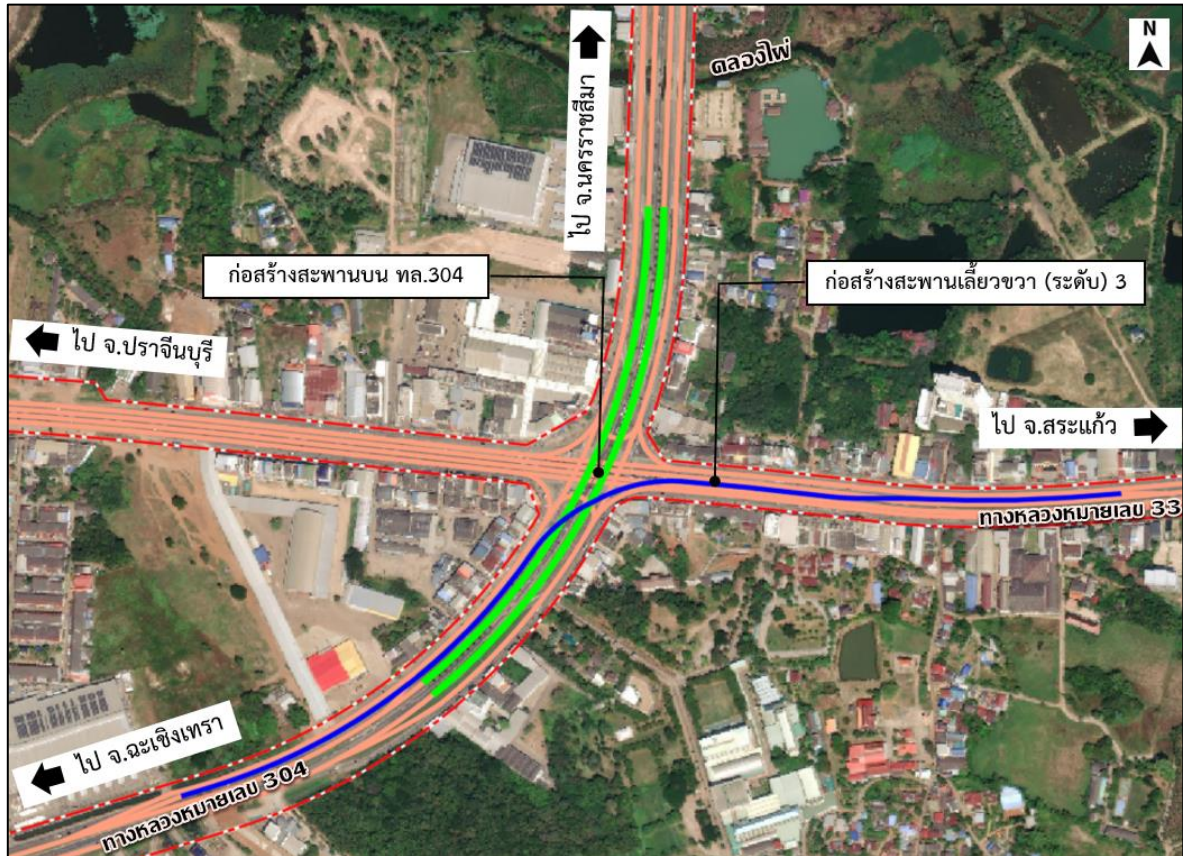 N
คลองไผ่
ไป จ.นครราชสีมา
ก่อสร้างสะพานบน ทล.304
ก่อสร้างสะพานเลี้ยวขวา (ระดับ) 3
ไป จ.ปราจีนบุรี
ไป จ.สระแก้ว
ทางหลวงหมายเลข 33
ไป จ.ฉะเชิงเทรา
ทางหลวงหมายเลข 304